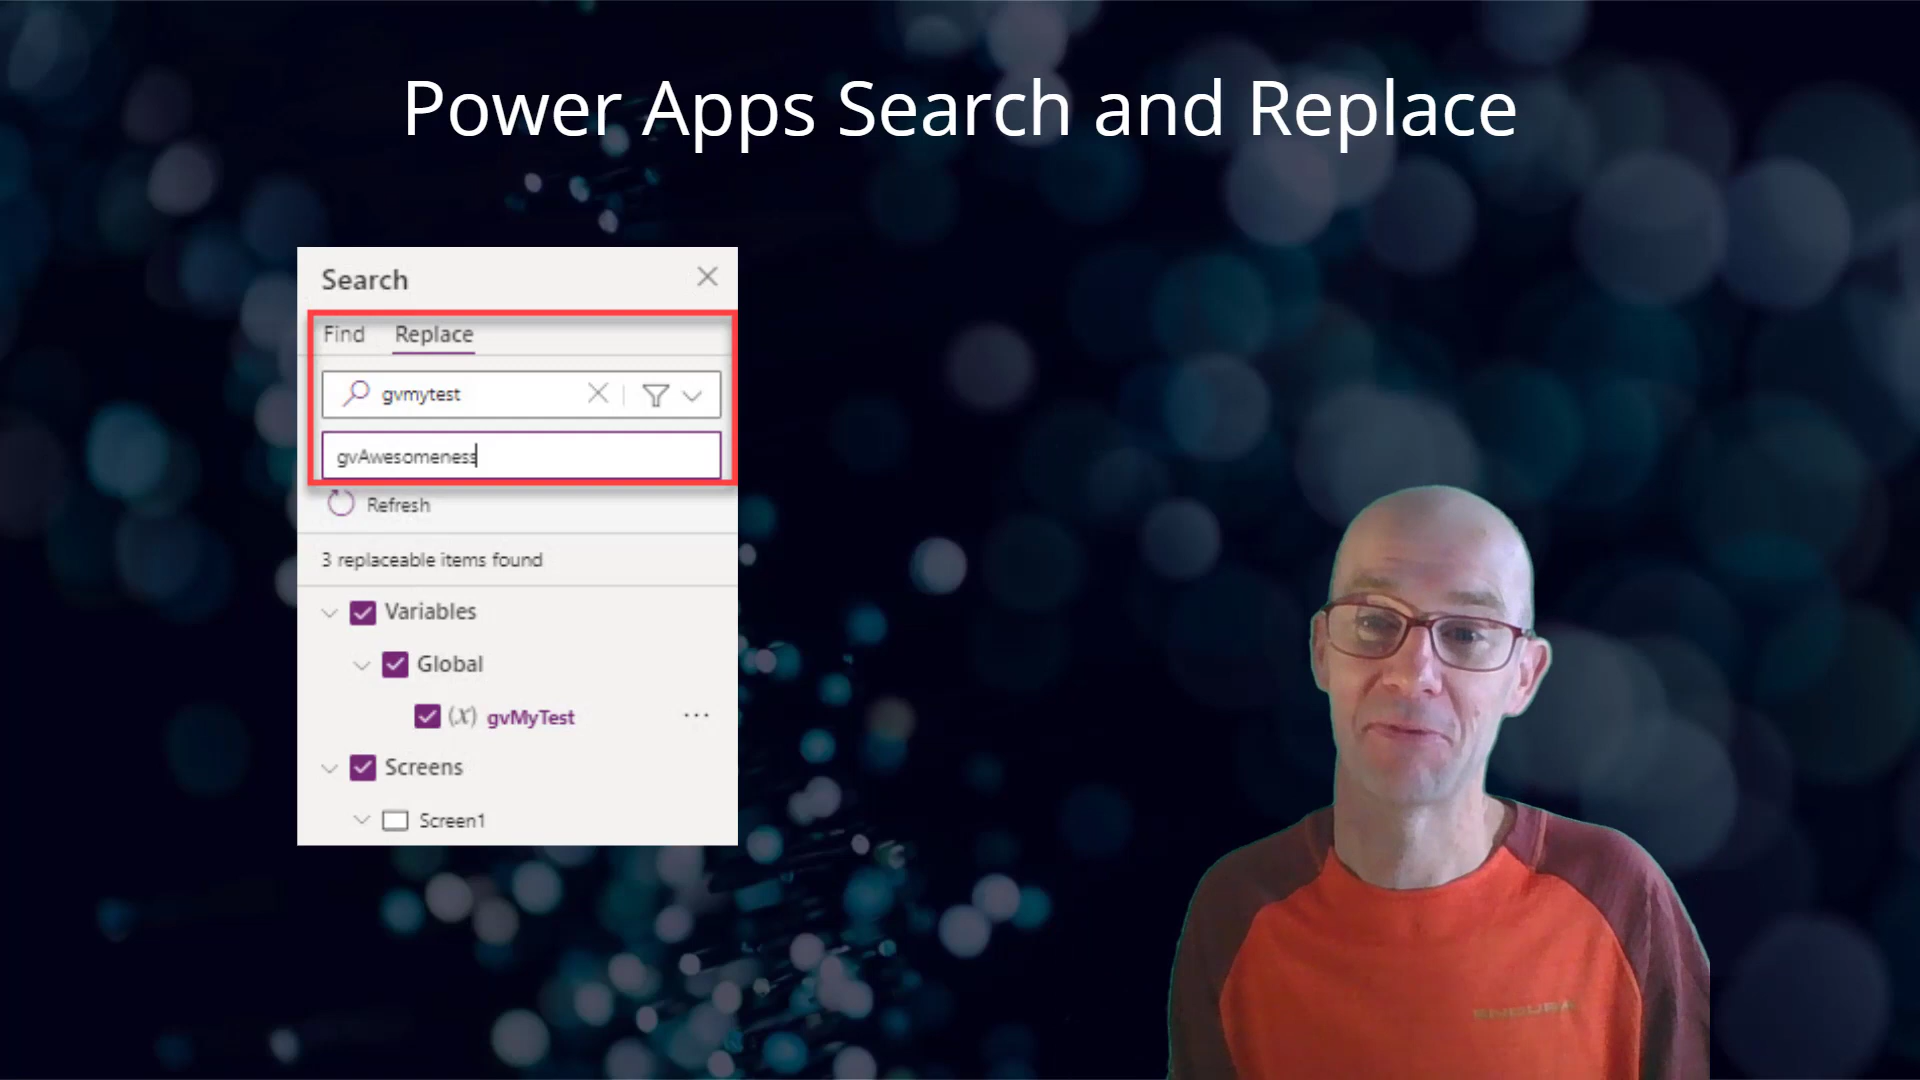 Power Apps Search and Replace
Search
Find Replace
gvmytest
gvAwesomeness
Refresh
3 replaceable items found
Variables
Global
(x) gvMyTest
Screens
Screen1
ENDURA